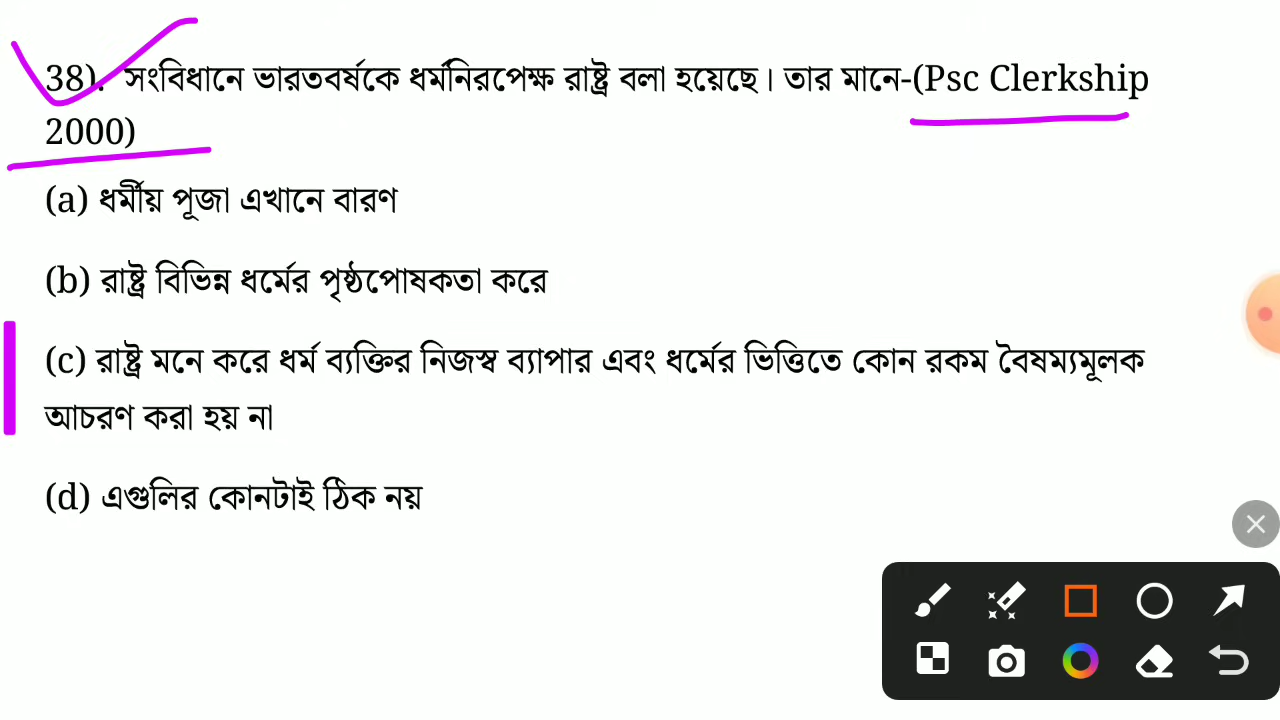 38). সংবিধানে ভারতবর্ষকে ধর্মনিরপেক্ষ রাষ্ট্র বলা হয়েছে। তার মানে-(Psc Clerkship
2000)
(a) ধর্মীয় পূজা এখানে বারণ
(b) রাষ্ট্র বিভিন্ন ধর্মের পৃষ্ঠপোষকতা করে
(c) রাষ্ট্র মনে করে ধর্ম ব্যক্তির নিজস্ব ব্যাপার এবং ধর্মের ভিত্তিতে কোন রকম বৈষম্যমূলক
আচরণ করা হয় না
(d) এগুলির কোনটাই ঠিক নয়